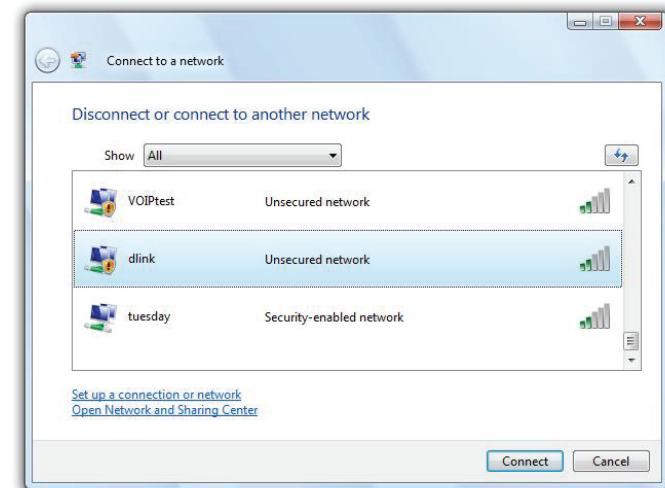 Connect to a network
Disconnect or connect to another network
Show All
VOIPtest Unsecured network
dlink Unsecured network
tuesday Security-enabled network
Set up a connection or network
Open Network and Sharing Center
Connect Cancel